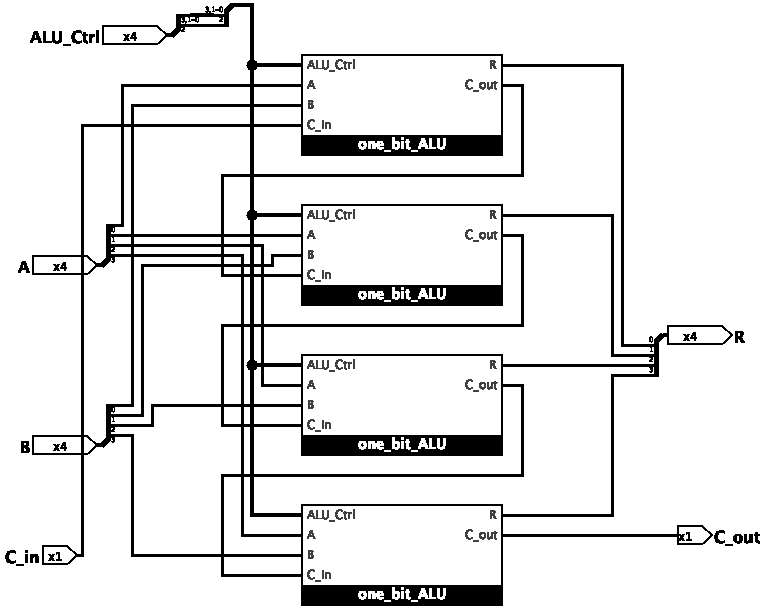 3,1-0
2
ALU_Ctrl x4
3,1-0
2
ALU_Ctrl R
A C_out
B
C_in
one_bit_ALU
ALU_Ctrl R
A C_out
B
C_in
one_bit_ALU
A x4
0
1
2
3
ALU_Ctrl R
A C_out
B
C_in
one_bit_ALU
0
1
2
3
x4 R
B x4
0
1
2
3
ALU_Ctrl R
A C_out
B
C_in
one_bit_ALU
C_in x1
x1 C_out